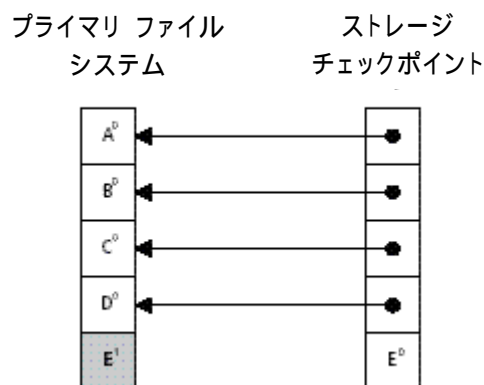 プライマリ ファイル
システム
ストレージ
チェックポイント
A⁰
B⁰
C⁰
D⁰
E¹ E⁰